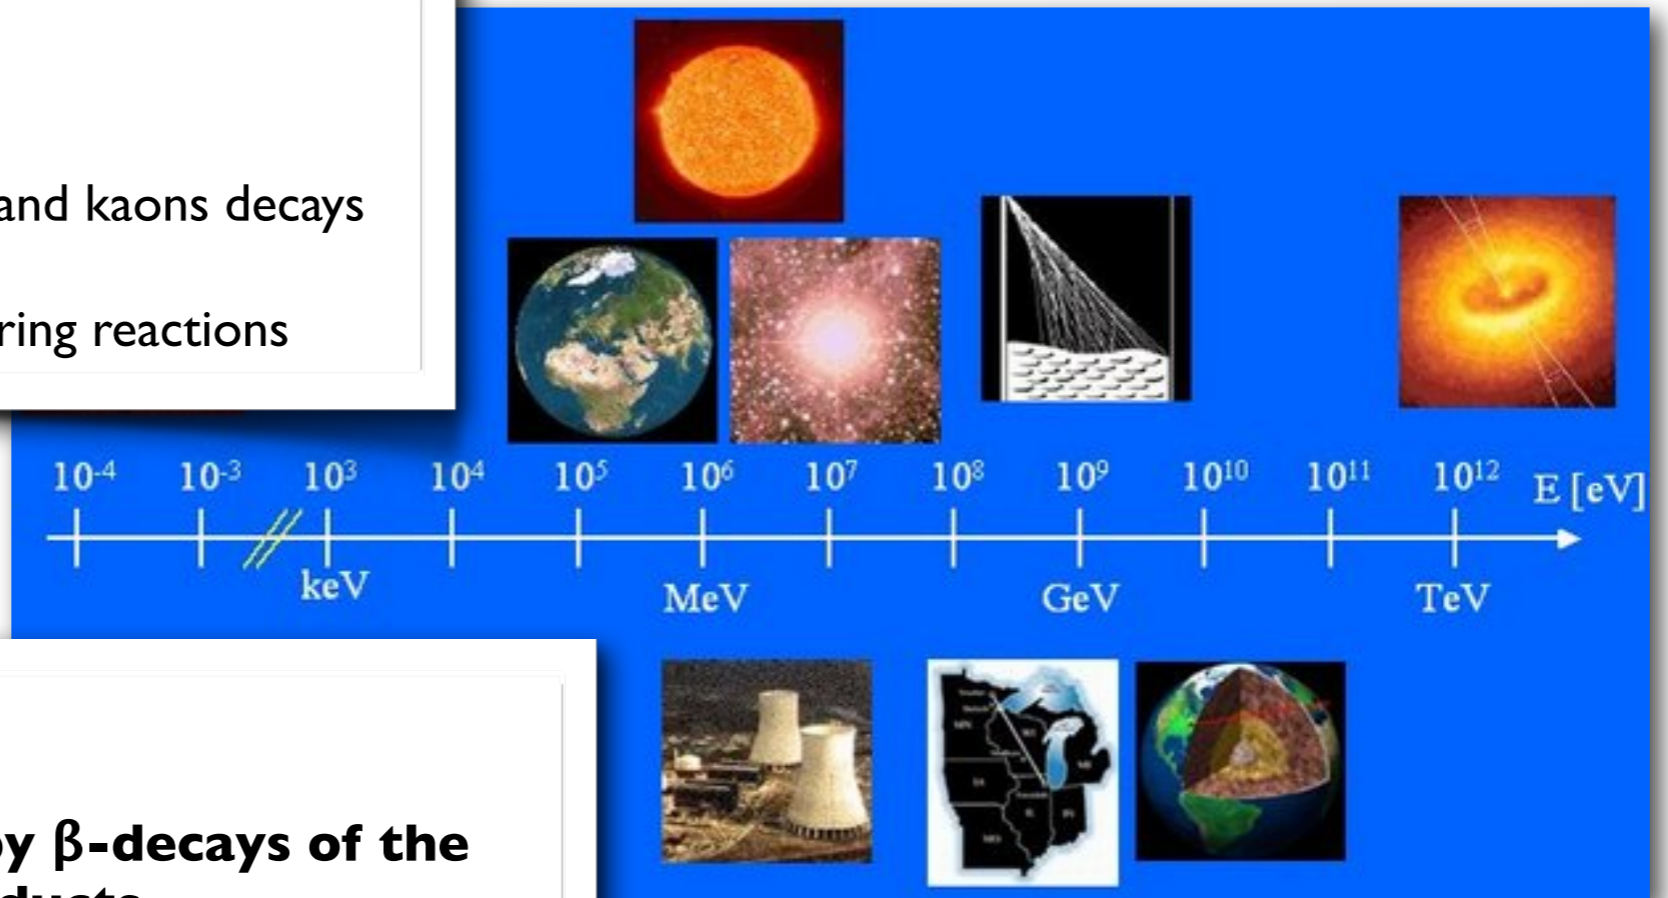 and kaons decays
ring reactions
10-4 10-3 10³ 10⁴ 10⁵ 10⁶ 10⁷ 10⁸ 10⁹ 10¹⁰ 10¹¹ 10¹² E [eV]
keV MeV GeV TeV
by β-decays of the